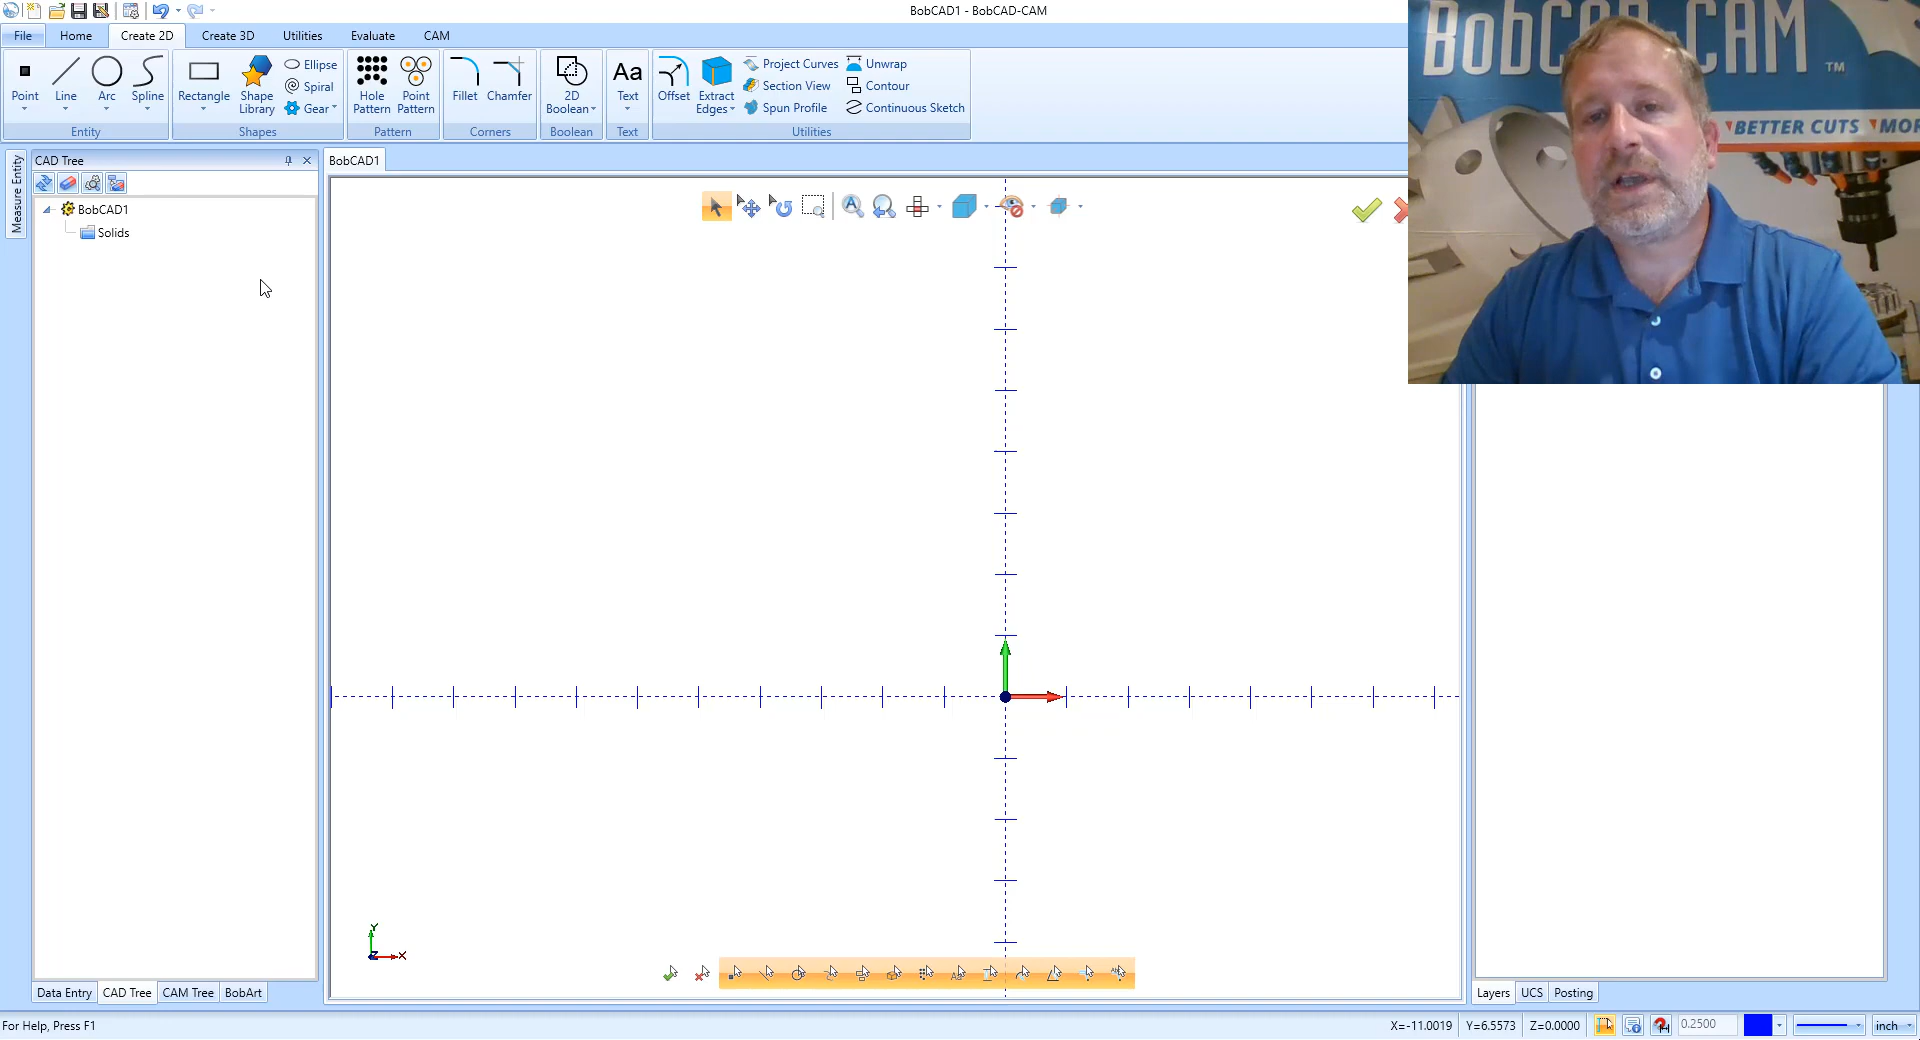 BobCAD1 - BobCAD-CAM
File Home Create 2D Create 3D Utilities Evaluate CAM
Point Line Arc Spline
Entity
Rectangle Shape Library Ellipse Spiral Gear
Shapes
Hole Pattern Point Pattern
Pattern
Fillet Chamfer
Corners
2D Boolean
Boolean
Aa
Text
Text
Offset Extract Edges Project Curves Section View Spun Profile Unwrap Contour Continuous Sketch
Utilities
BobCAD-CAM TM
BETTER CUTS MOR
Measure Entity
CAD Tree
BobCAD1
BobCAD1
Solids
Y
Z
X
Data Entry CAD Tree CAM Tree BobArt
Layers UCS Posting
For Help, Press F1
X=-11.0019 Y=6.5573 Z=0.0000 0.2500 inch